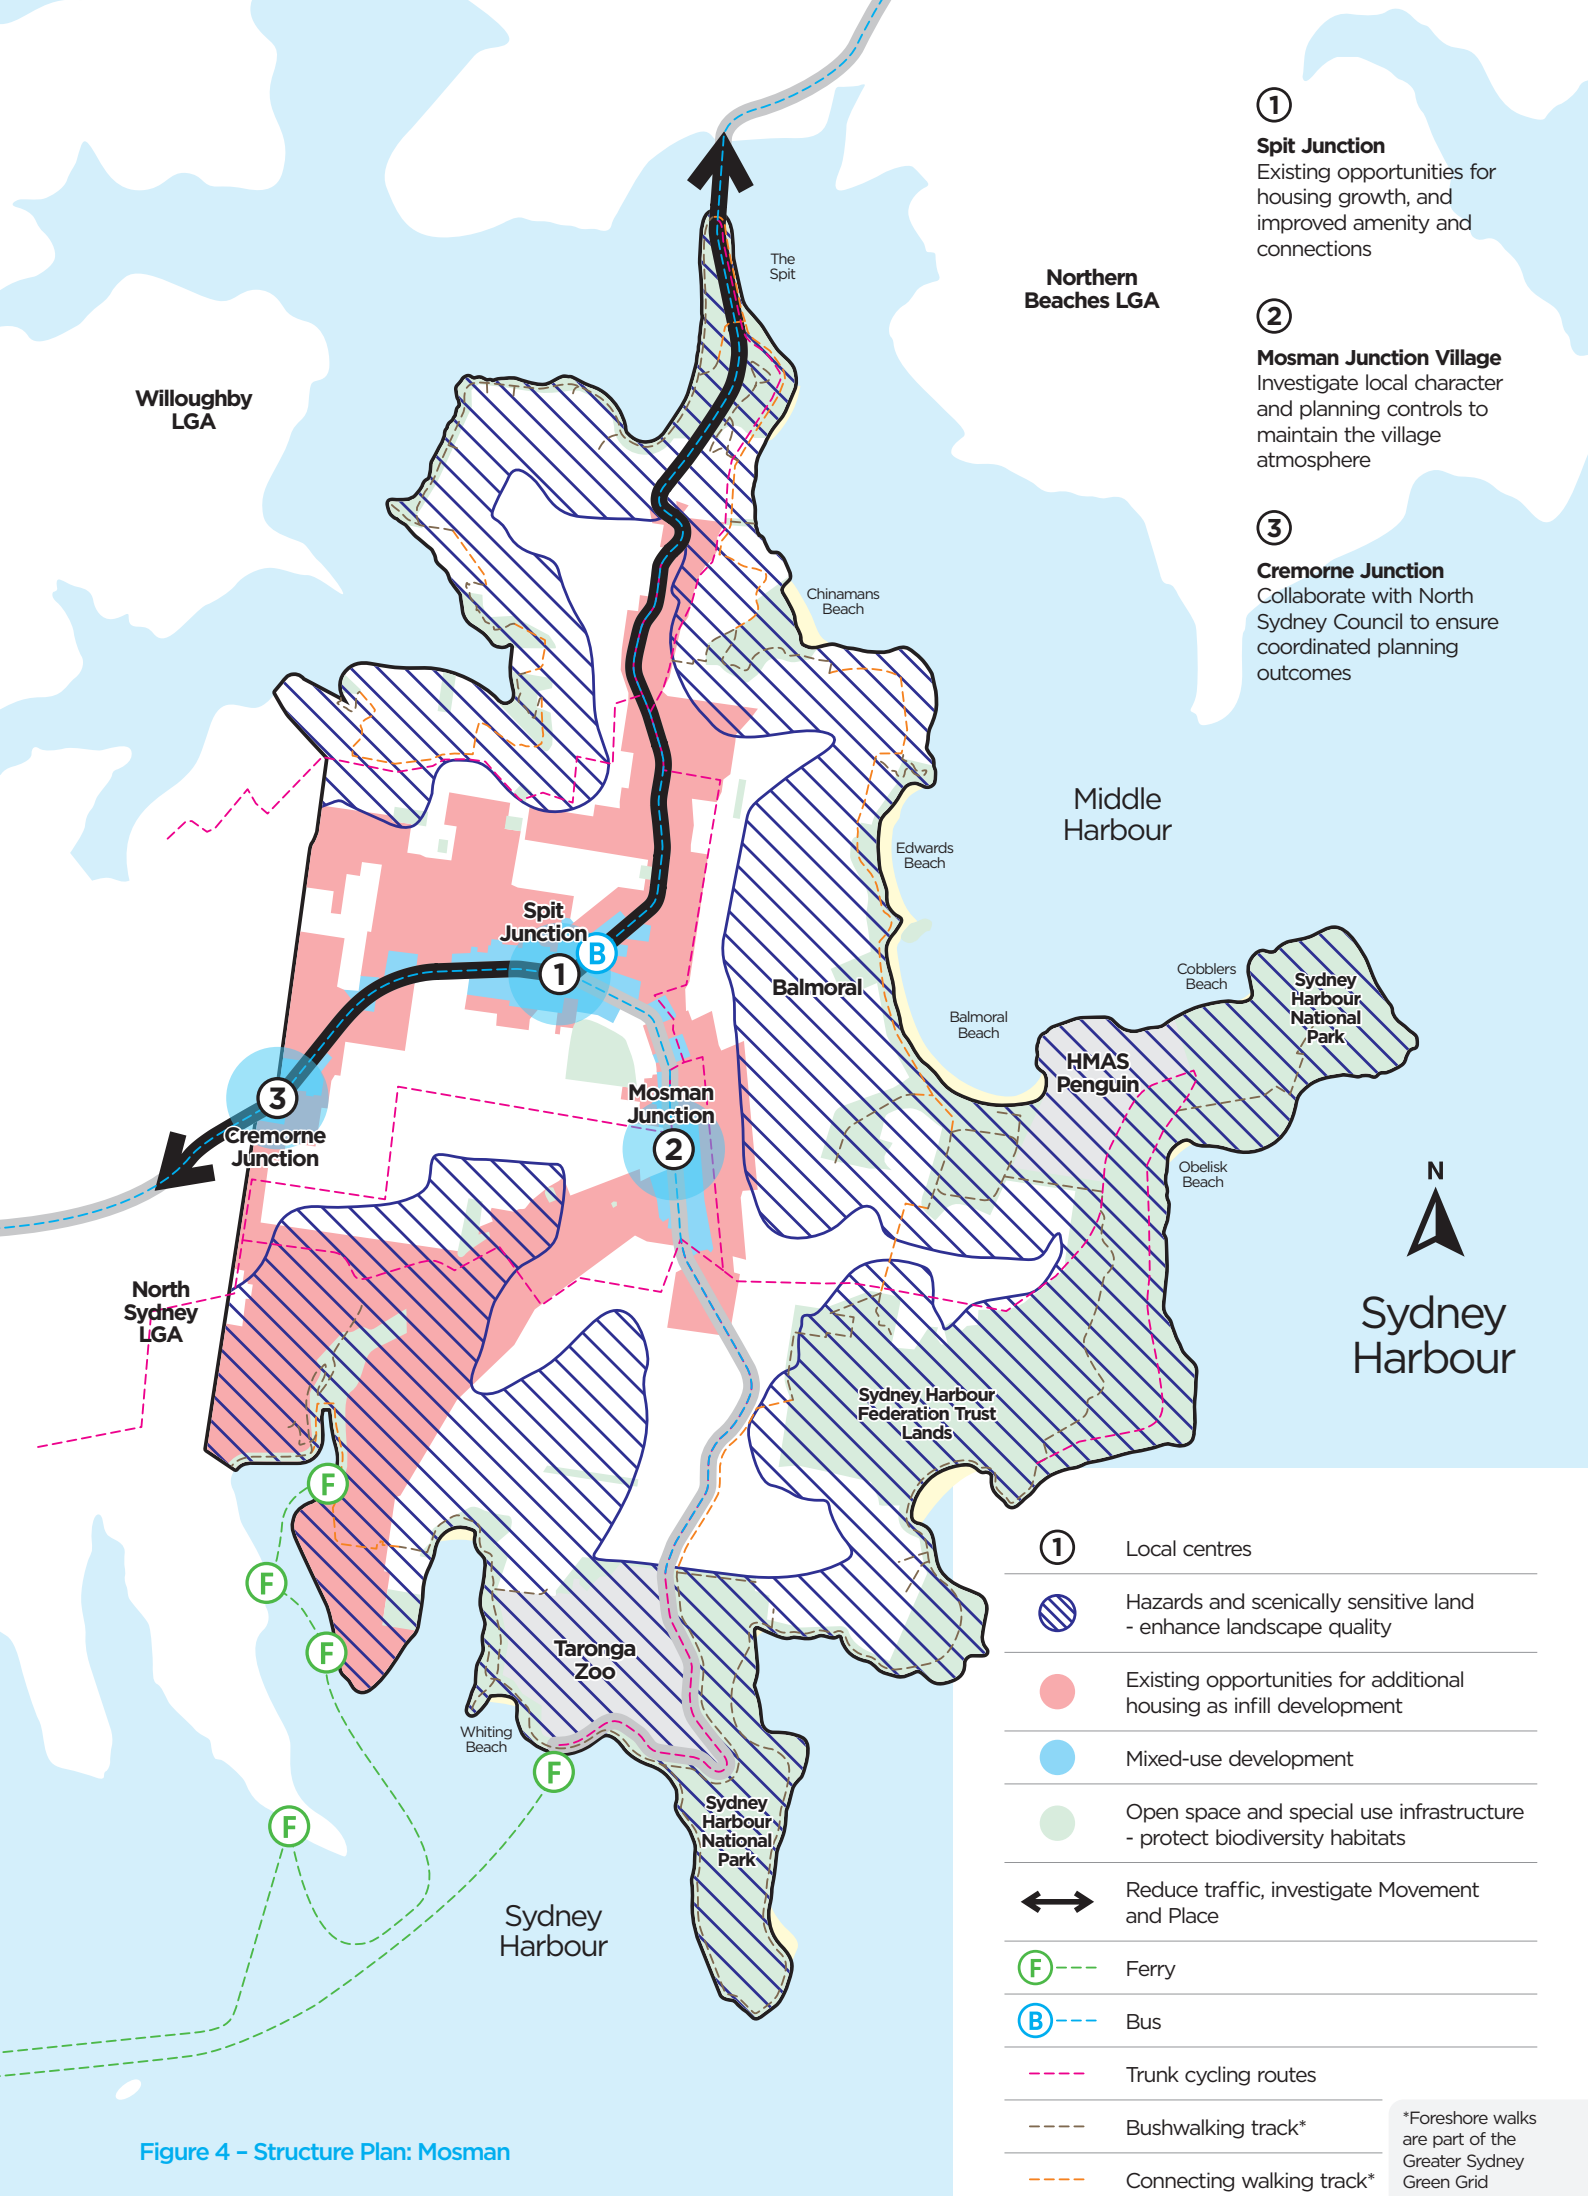 1
Spit Junction
Existing opportunities for
housing growth, and
improved amenity and
connections
2
Mosman Junction Village
Investigate local character
and planning controls to
maintain the village
atmosphere
3
Cremorne Junction
Collaborate with North
Sydney Council to ensure
coordinated planning
outcomes
The
Spit
Northern
Beaches LGA
Willoughby
LGA
Chinamans
Beach
Middle
Harbour
Edwards
Beach
Spit
Junction
B
1
Balmoral
Balmoral
Beach
Cobblers
Beach
Sydney
Harbour
National
Park
HMAS
Penguin
3
Cremorne
Junction
Mosman
Junction
2
Obelisk
Beach
N
Sydney
Harbour
North
Sydney
LGA
Sydney Harbour
Federation Trust
Lands
F
F
F
Taronga
Zoo
Whiting
Beach
F
F
Sydney
Harbour
National
Park
Sydney
Harbour
1
Local centres
Hazards and scenically sensitive land
- enhance landscape quality
Existing opportunities for additional
housing as infill development
Mixed-use development
Open space and special use infrastructure
- protect biodiversity habitats
Reduce traffic, investigate Movement
and Place
F
Ferry
B
Bus
Trunk cycling routes
Bushwalking track*
Connecting walking track*
*Foreshore walks
are part of the
Greater Sydney
Green Grid
Figure 4 – Structure Plan: Mosman